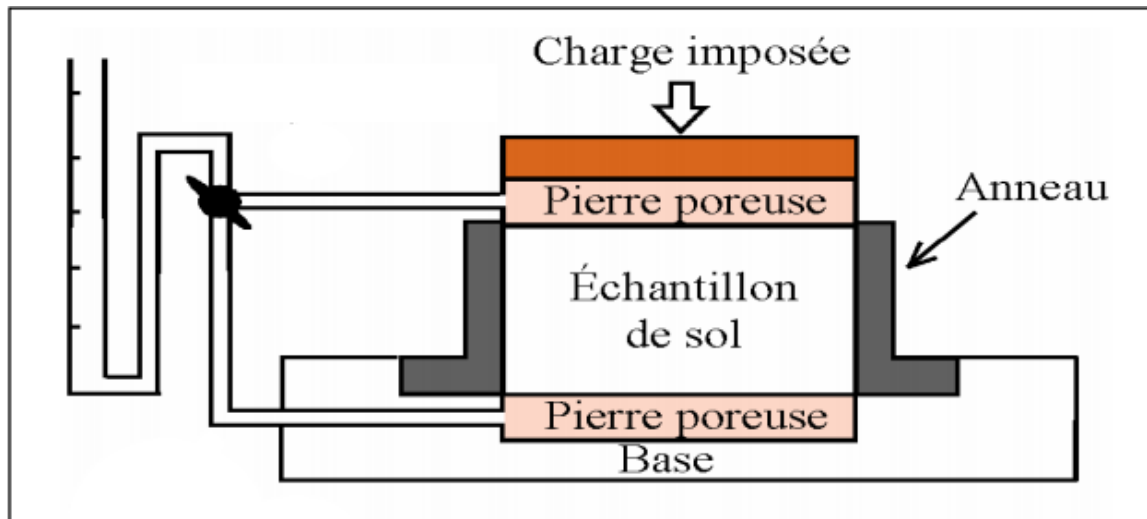 Charge imposée
Pierre poreuse
Anneau
Échantillon
de sol
Pierre poreuse
Base